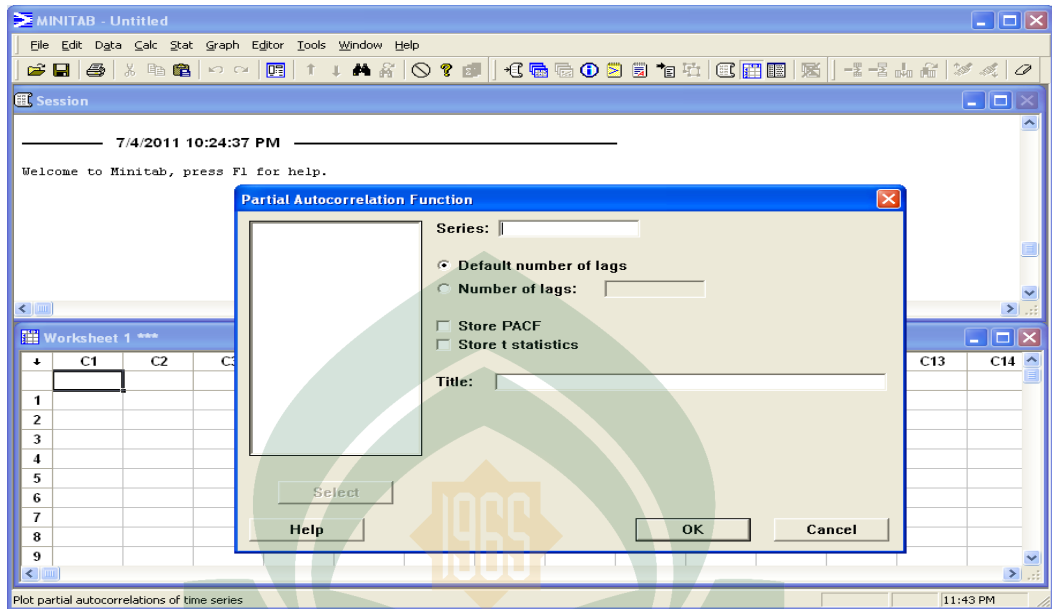 MINITAB - Untitled
File Edit Data Calc Stat Graph Editor Tools Window Help
Session
7/4/2011 10:24:37 PM
Welcome to Minitab, press F1 for help.
Partial Autocorrelation Function
Series:
Default number of lags
Number of lags:
Store PACF
Store t statistics
Title:
Select
Help OK Cancel
Worksheet 1 ***
C1 C2 C3 C13 C14
1
2
3
4
5
6
7
8
9
1965
Plot partial autocorrelations of time series 11:43 PM